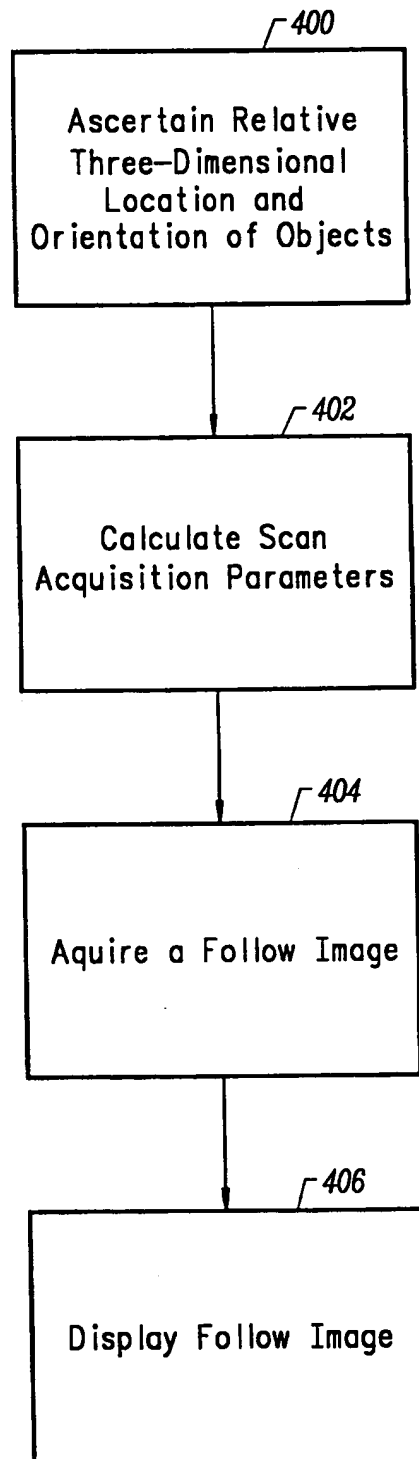 400
Ascertain Relative
Three-Dimensional
Location and
Orientation of Objects
402
Calculate Scan
Acquisition Parameters
404
Aquire a Follow Image
406
Display Follow Image